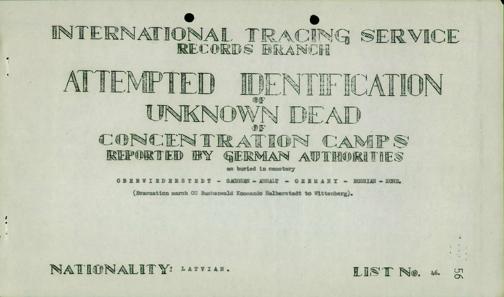 INTERNATIONAL TRACING SERVICE
RECORDS BRANCH
ATTEMPTED IDENTIFICATION
OF
UNKNOWN DEAD
OF
CONCENTRATION CAMPS
REPORTED BY GERMAN AUTHORITIES
as buried in cemetery
OBERWIEDERSTEDT - SACHSEN - ANHALT - GERMANY - RUSSIAN - ZONE.
(Evacuation march CC Buchenwald Komando Halberstadt to Wittenberg).
NATIONALITY: LATVIAN.
LIST No. 46.
56